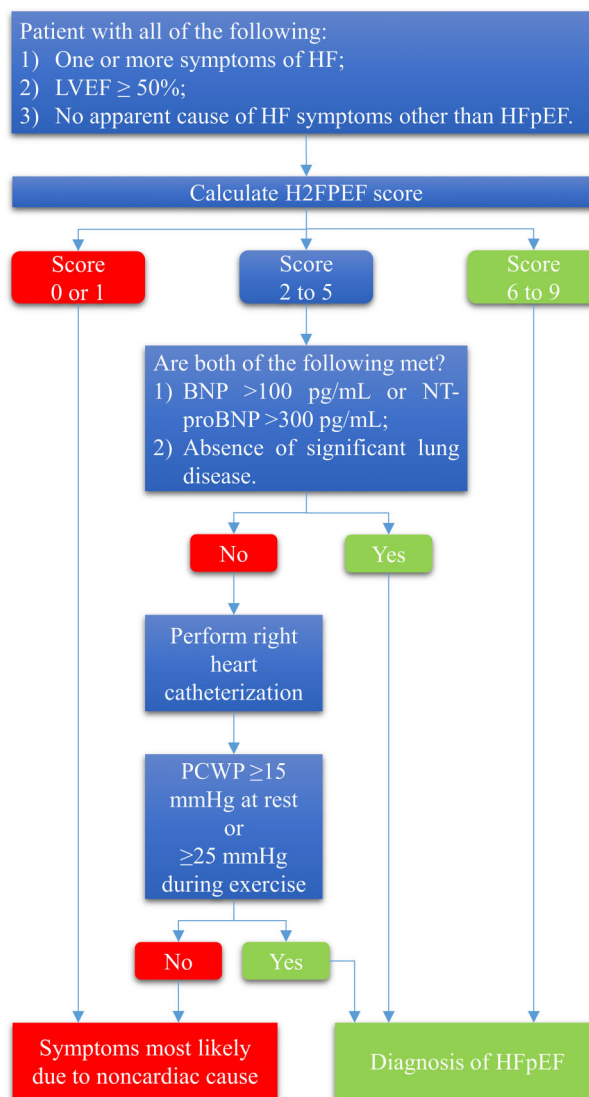 Patient with all of the following:
1) One or more symptoms of HF;
2) LVEF ≥ 50%;
3) No apparent cause of HF symptoms other than HFpEF.
Calculate H2FPEF score
Score
0 or 1
Score
2 to 5
Score
6 to 9
Are both of the following met?
1) BNP >100 pg/mL or NT-
proBNP >300 pg/mL;
2) Absence of significant lung
disease.
No
Yes
Perform right
heart
catheterization
PCWP ≥15
mmHg at rest
or
≥25 mmHg
during exercise
No
Yes
Symptoms most likely
due to noncardiac cause
Diagnosis of HFpEF